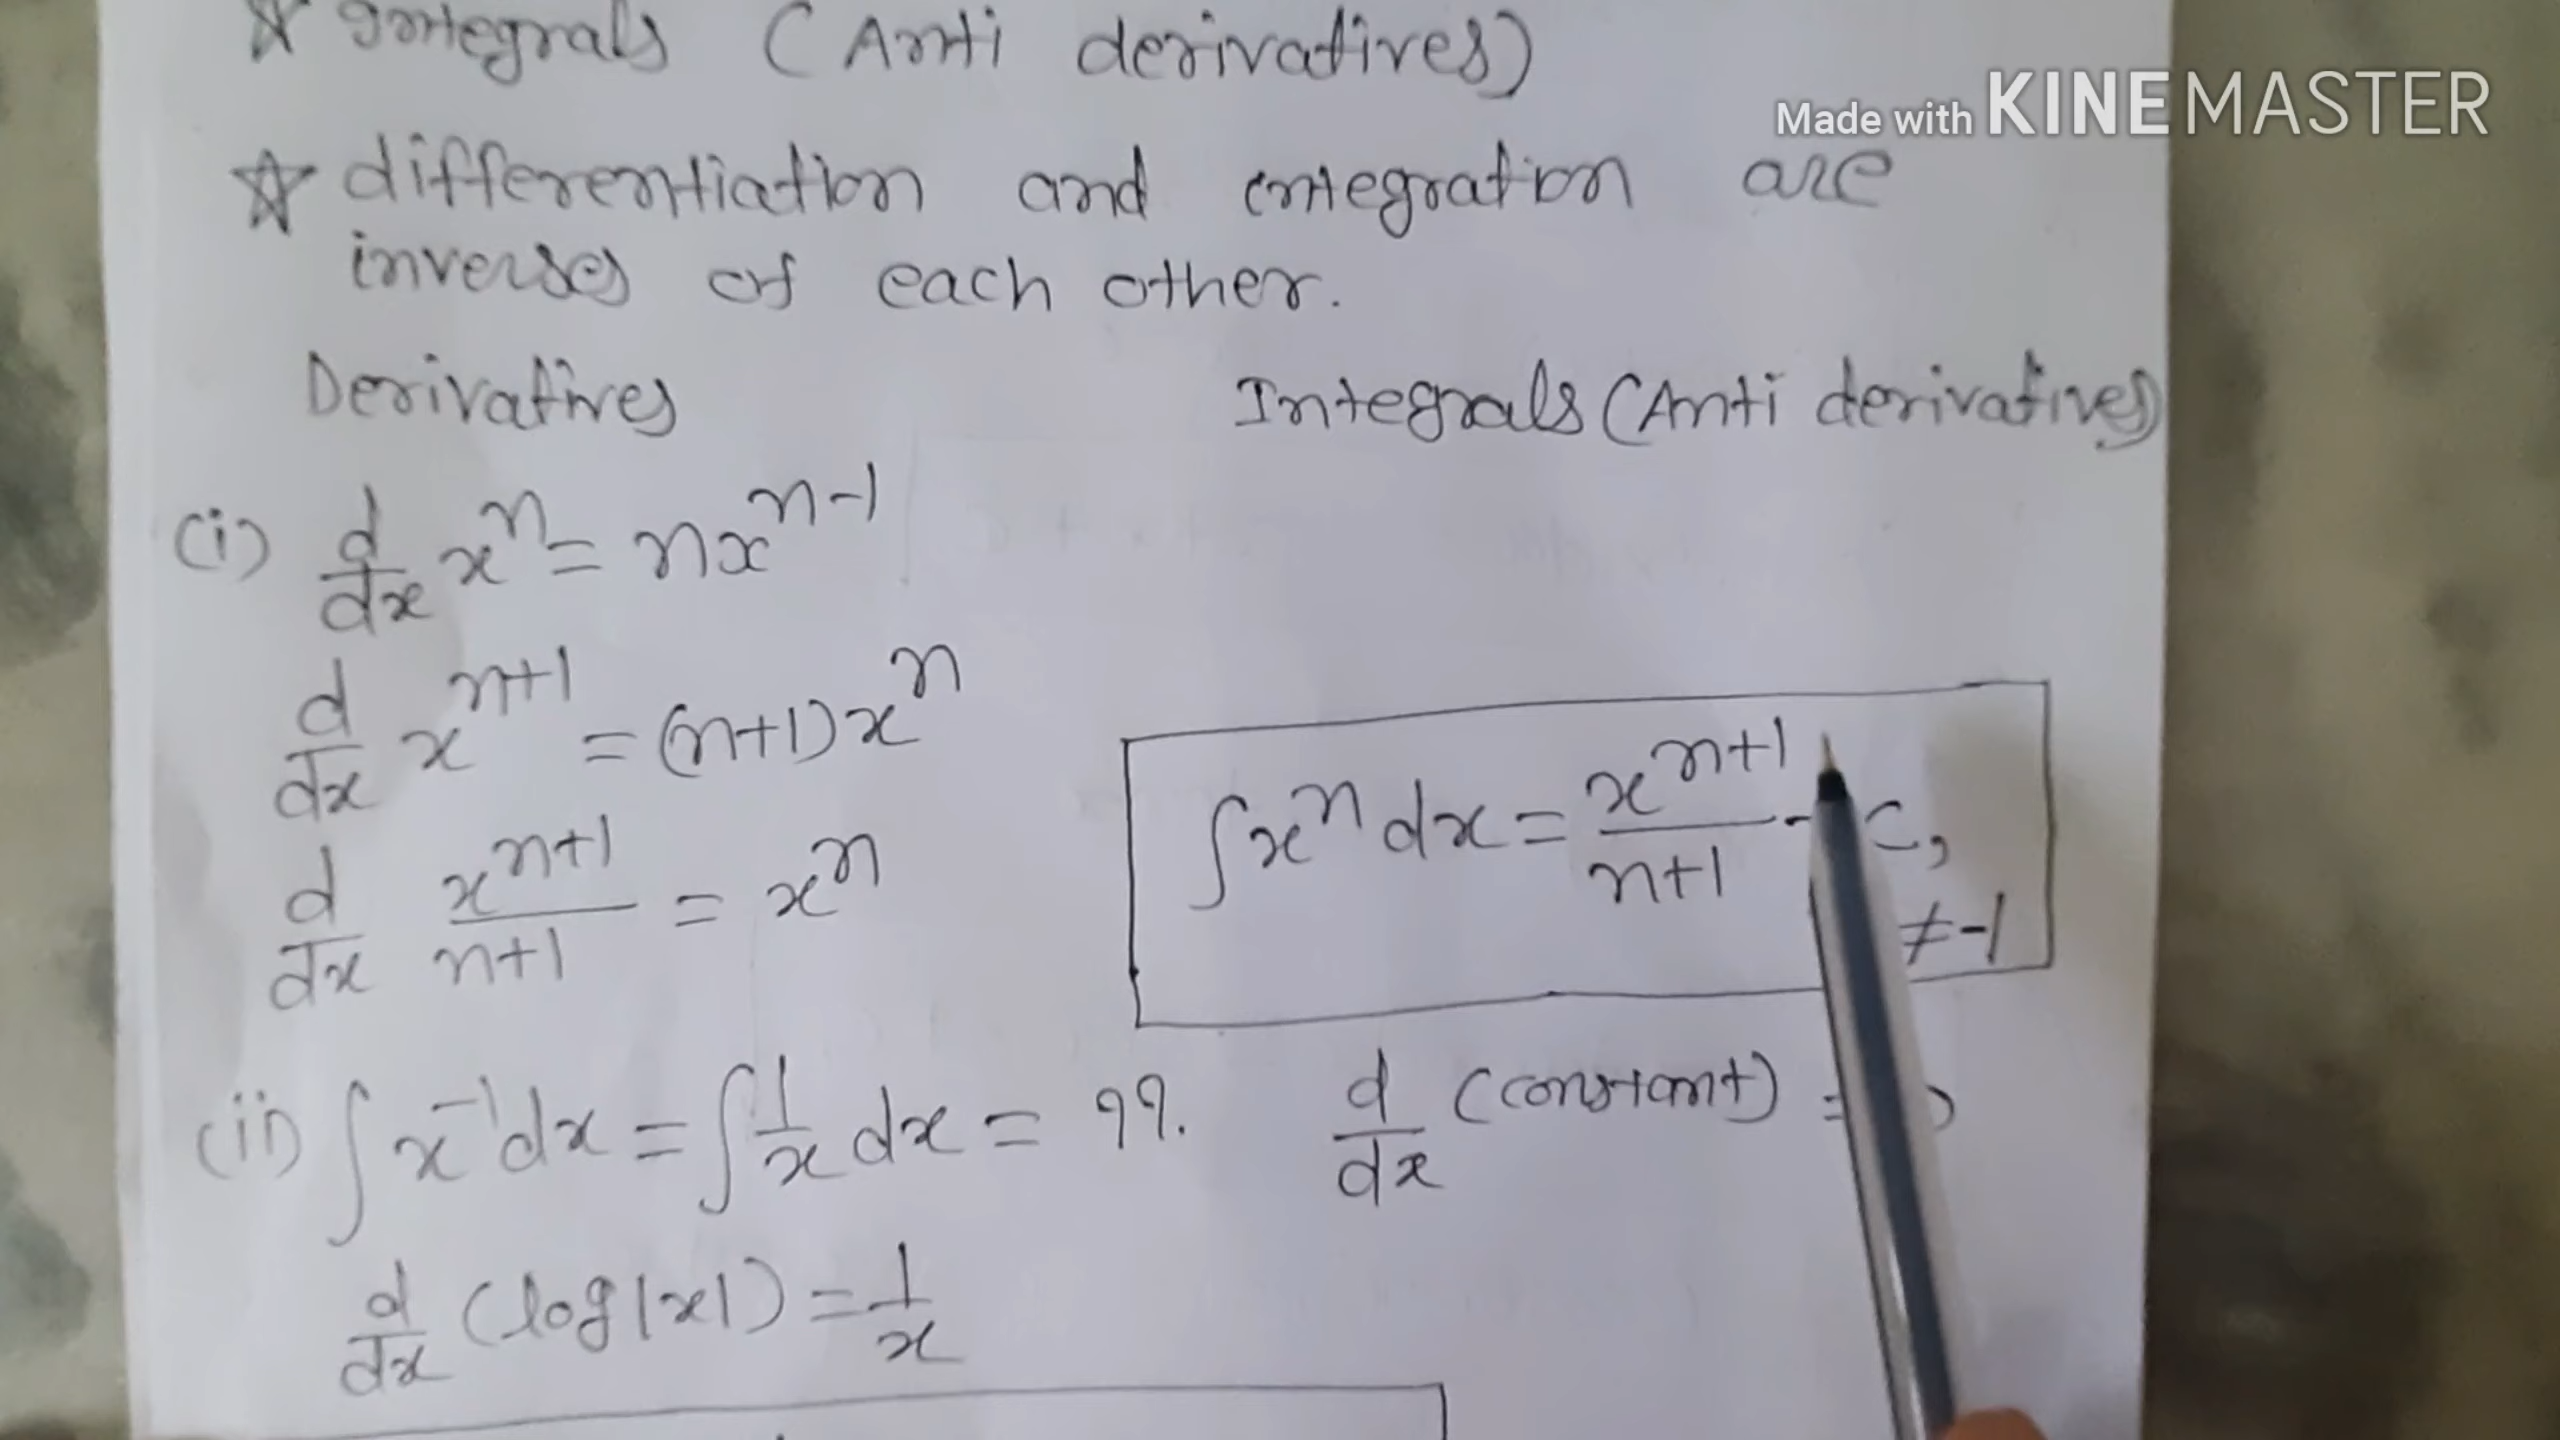 ☆ Integrals (Anti derivatives)
Made with KINEMASTER
☆ differentiation and integration are
inverses of each other.
Derivatives Integrals (Anti derivatives)
(i) d/dx x^n = nx^{n-1}
d/dx x^{n+1} = (n+1)x^n
d/dx x^{n+1}/n+1 = x^n
∫x^n dx = x^{n+1}/n+1 - c,
≠-1
(ii) ∫x^{-1}dx = ∫1/x dx = ??. d/dx (constant) =
d/dx (log|x|) = 1/x